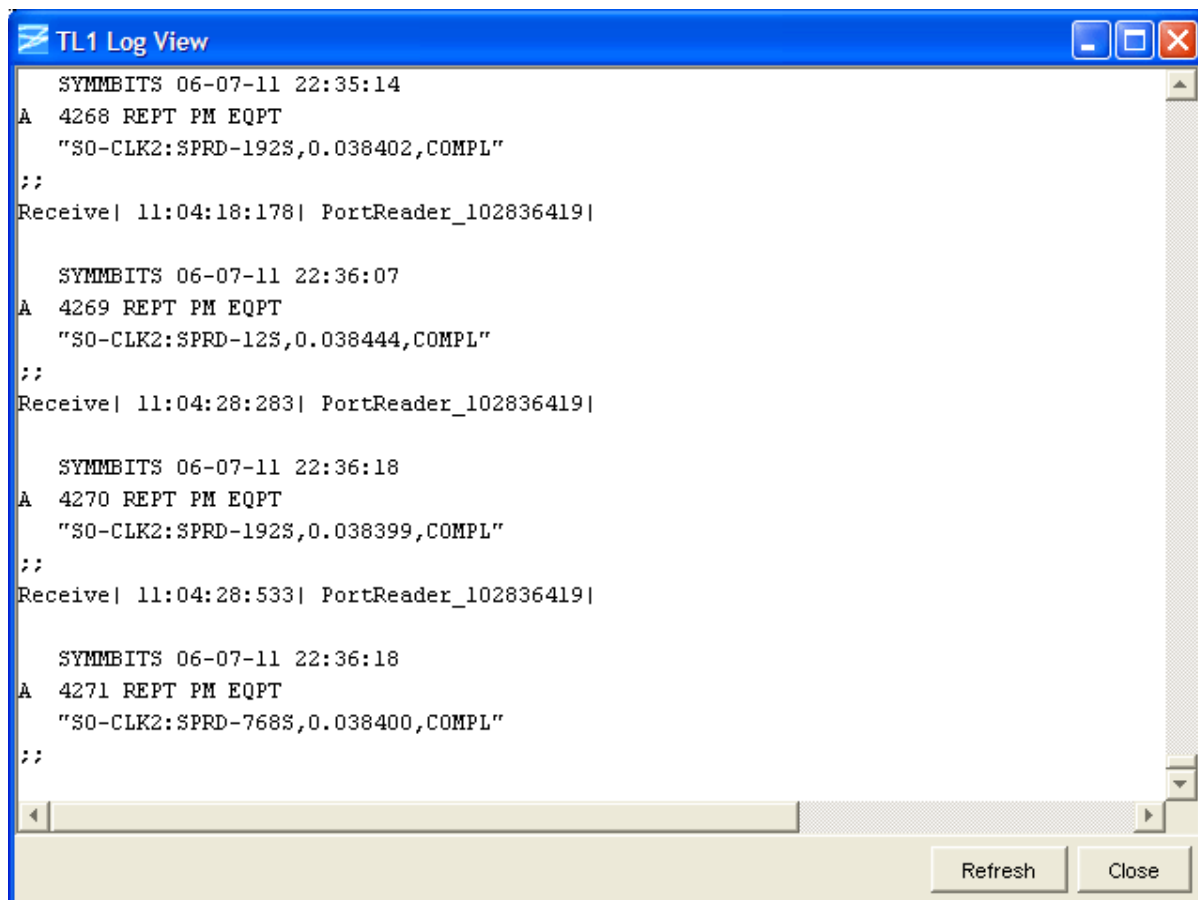 TL1 Log View
SYMMBITS 06-07-11 22:35:14
A 4268 REPT PM EQPT
"S0-CLK2:SPRD-192S,0.038402,COMPL"
;;
Receive| 11:04:18:178| PortReader_102836419|
SYMMBITS 06-07-11 22:36:07
A 4269 REPT PM EQPT
"S0-CLK2:SPRD-12S,0.038444,COMPL"
;;
Receive| 11:04:28:283| PortReader_102836419|
SYMMBITS 06-07-11 22:36:18
A 4270 REPT PM EQPT
"S0-CLK2:SPRD-192S,0.038399,COMPL"
;;
Receive| 11:04:28:533| PortReader_102836419|
SYMMBITS 06-07-11 22:36:18
A 4271 REPT PM EQPT
"S0-CLK2:SPRD-768S,0.038400,COMPL"
;;
Refresh Close